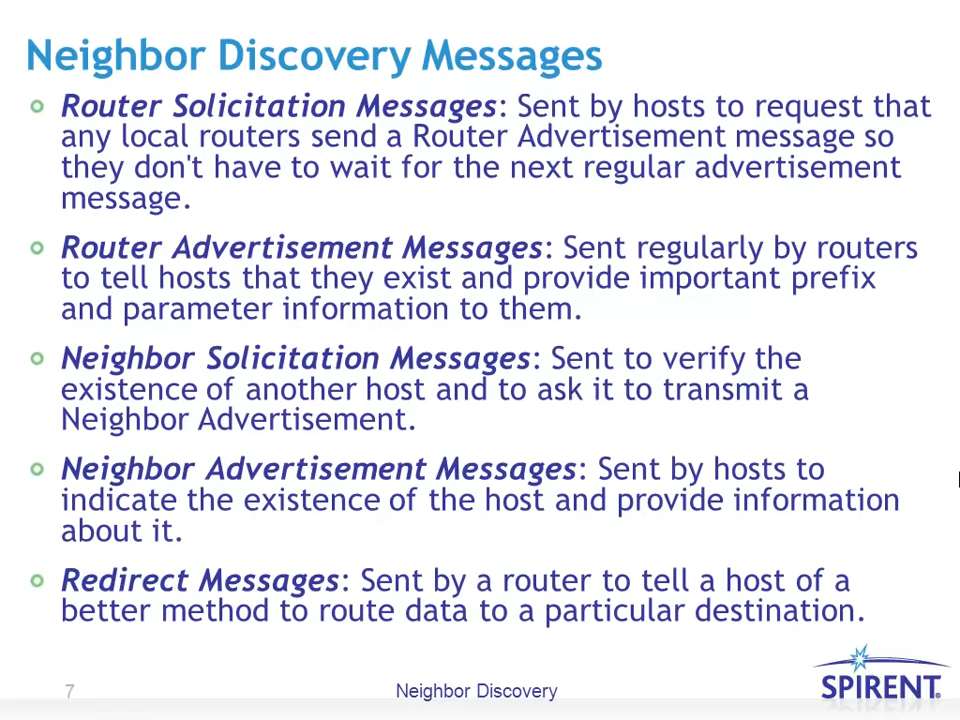 Neighbor Discovery Messages
Router Solicitation Messages: Sent by hosts to request that
any local routers send a Router Advertisement message so
they don't have to wait for the next regular advertisement
message.
Router Advertisement Messages: Sent regularly by routers
to tell hosts that they exist and provide important prefix
and parameter information to them.
Neighbor Solicitation Messages: Sent to verify the
existence of another host and to ask it to transmit a
Neighbor Advertisement.
Neighbor Advertisement Messages: Sent by hosts to
indicate the existence of the host and provide information
about it.
Redirect Messages: Sent by a router to tell a host of a
better method to route data to a particular destination.
7
Neighbor Discovery
SPIRENT®